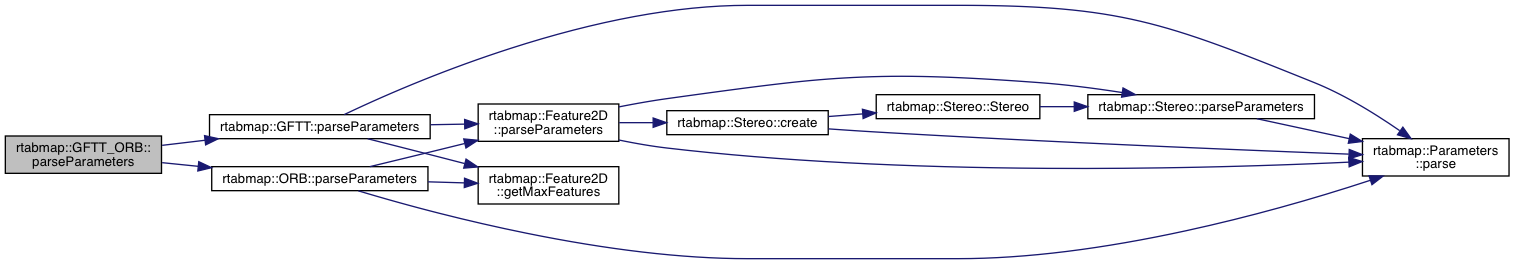 rtabmap::GFTT_ORB::
parseParameters
rtabmap::GFTT::parseParameters
rtabmap::ORB::parseParameters
rtabmap::Feature2D
::parseParameters
rtabmap::Feature2D
::getMaxFeatures
rtabmap::Stereo::create
rtabmap::Stereo::Stereo
rtabmap::Stereo::parseParameters
rtabmap::Parameters
::parse